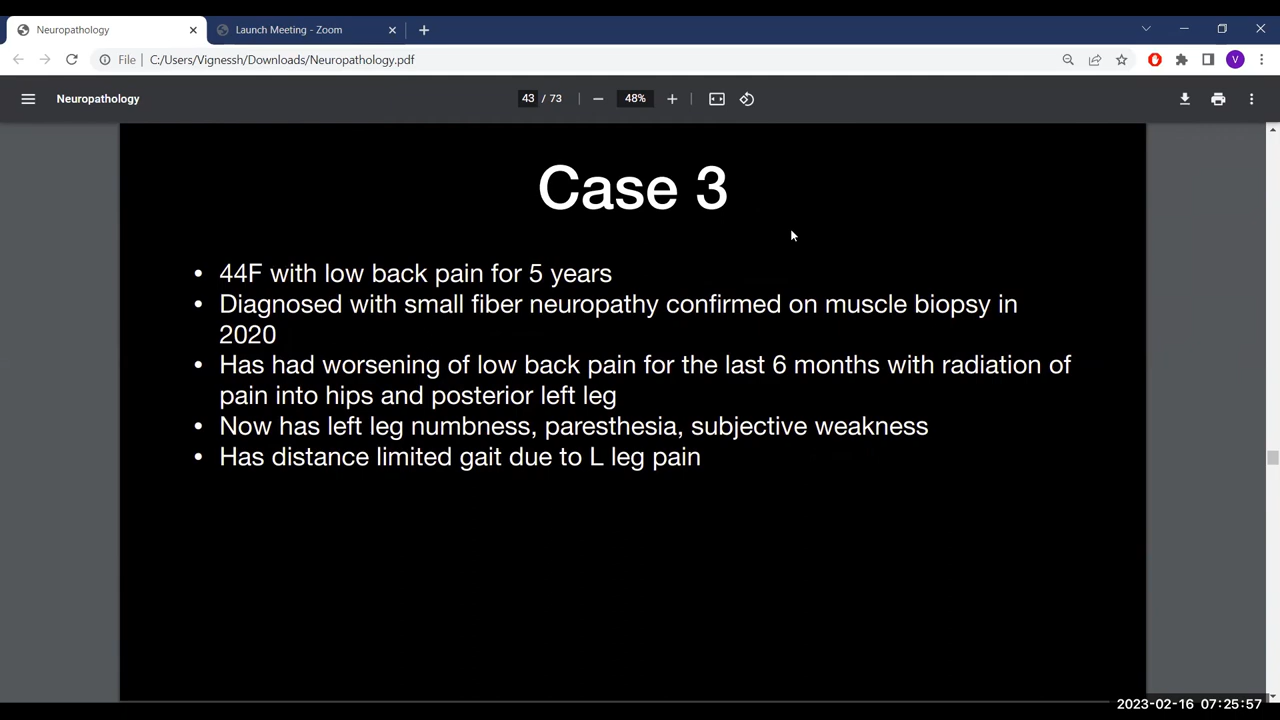 Neuropathology
Launch Meeting - Zoom
File
C:/Users/Vignessh/Downloads/Neuropathology.pdf
V
Neuropathology
43 / 73
48%
Case 3
• 44F with low back pain for 5 years
• Diagnosed with small fiber neuropathy confirmed on muscle biopsy in
2020
• Has had worsening of low back pain for the last 6 months with radiation of
pain into hips and posterior left leg
• Now has left leg numbness, paresthesia, subjective weakness
• Has distance limited gait due to L leg pain
2023-02-16 07:25:57